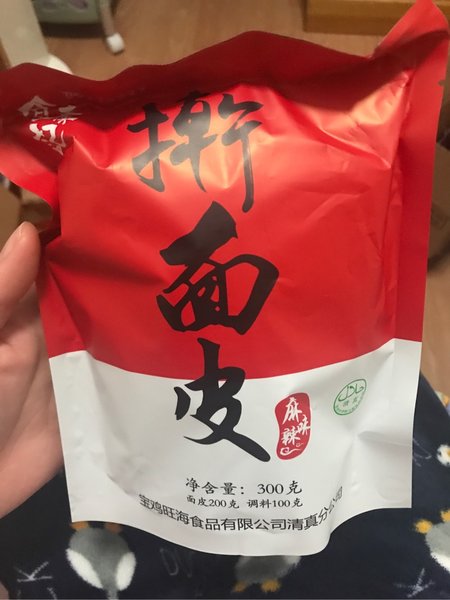 擀面皮
麻辣味
清真
净含量：300克
面皮200克 调料100克
宝鸡旺海食品有限公司清真分公司